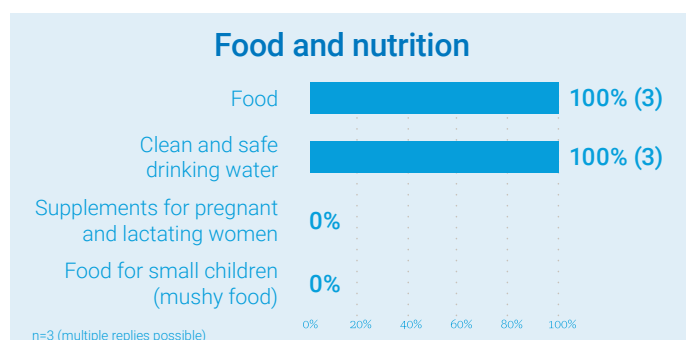 Food and nutrition
Food 100% (3)
Clean and safe
drinking water 100% (3)
Supplements for pregnant
and lactating women 0%
Food for small children
(mushy food) 0%
0% 20% 40% 60% 80% 100%
n=3 (multiple replies possible)